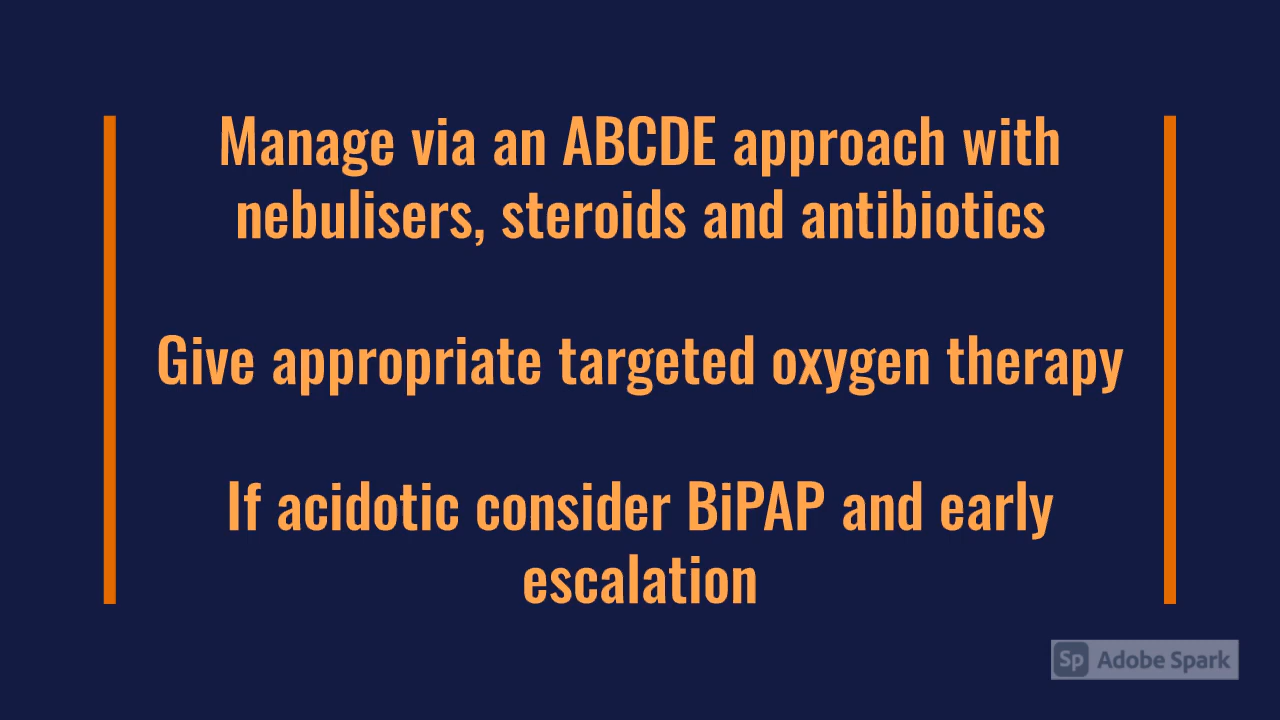 Manage via an ABCDE approach with
nebulisers, steroids and antibiotics
Give appropriate targeted oxygen therapy
If acidotic consider BiPAP and early
escalation
Sp Adobe Spark